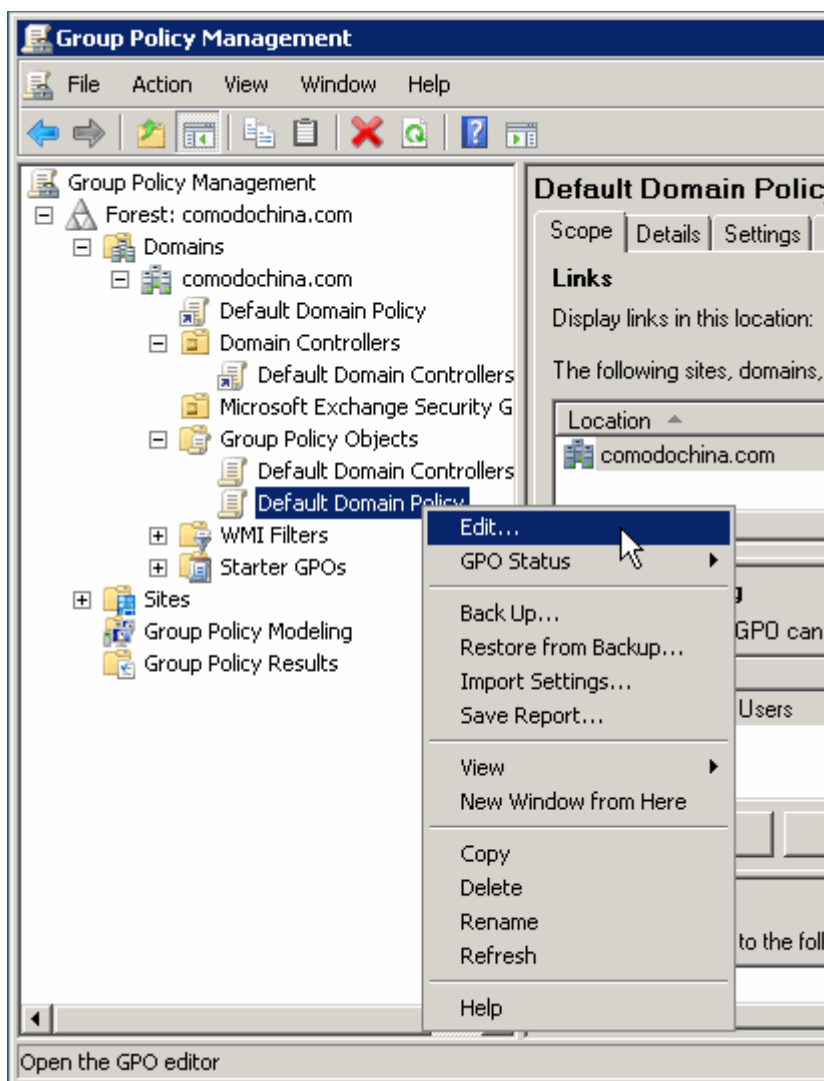 Group Policy Management
File Action View Window Help
Group Policy Management
Forest: comodochina.com
Domains
comodochina.com
Default Domain Policy
Domain Controllers
Default Domain Controllers
Microsoft Exchange Security G
Group Policy Objects
Default Domain Controllers
Default Domain Policy
WMI Filters
Starter GPOs
Sites
Group Policy Modeling
Group Policy Results
Default Domain Polic
Scope Details Settings
Links
Display links in this location:
The following sites, domains,
Location
comodochina.com
GPO can
Users
to the foll
Edit...
GPO Status
Back Up...
Restore from Backup...
Import Settings...
Save Report...
View
New Window from Here
Copy
Delete
Rename
Refresh
Help
Open the GPO editor